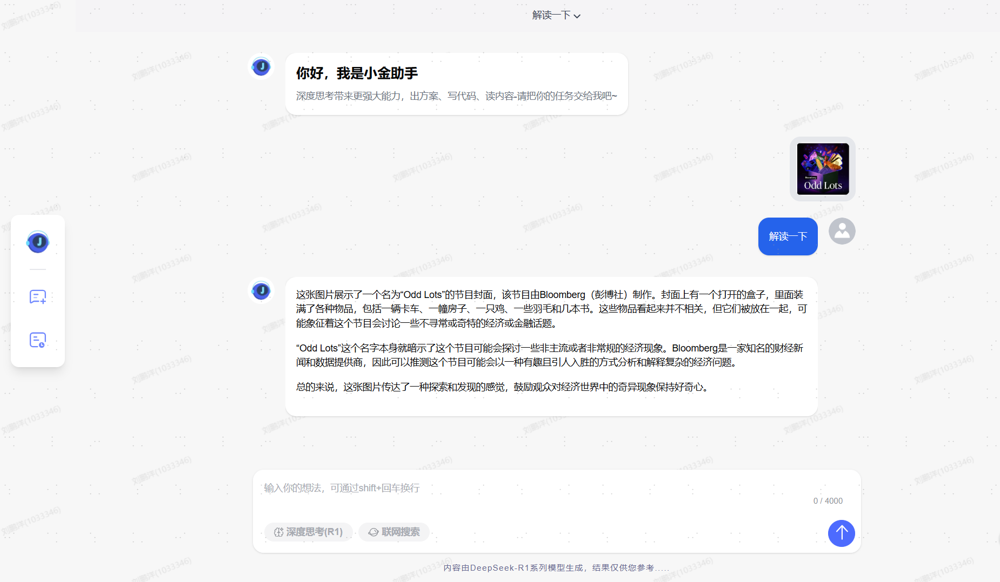 解读一下
你好，我是小金助手
深度思考带来更强大能力，出方案、写代码、读内容-请把你的任务交给我吧~
Bloomberg
Odd Lots
解读一下
这张图片展示了一个名为“Odd Lots”的节目封面，该节目由Bloomberg（彭博社）制作。封面上有一个打开的盒子，里面装
满了各种物品，包括一辆卡车、一幢房子、一只鸡、一些羽毛和几本书。这些物品看起来并不相关，但它们被放在一起，可
能象征着这个节目会讨论一些不寻常或奇特的经济或金融话题。
“Odd Lots”这个名字本身就暗示了这个节目可能会探讨一些非主流或者非常规的经济现象。Bloomberg是一家知名的财经新
闻和数据提供商，因此可以推测这个节目可能会以一种有趣且引人入胜的方式分析和解释复杂的经济问题。
总的来说，这张图片传达了一种探索和发现的感觉，鼓励观众对经济世界中的奇异现象保持好奇心。
输入你的想法，可通过shift+回车换行
0 / 4000
深度思考(R1)
联网搜索
内容由DeepSeek-R1系列模型生成，结果仅供您参考.....
刘鹏洋(1033346)